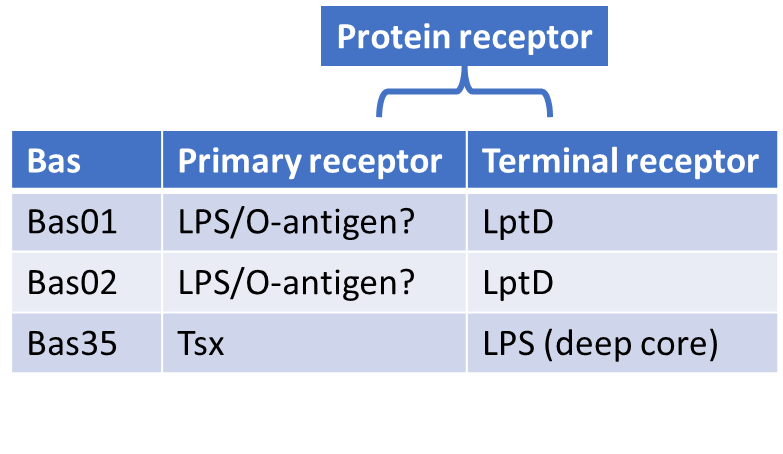 Protein receptor
Bas Primary receptor Terminal receptor
Bas01 LPS/O-antigen? LptD
Bas02 LPS/O-antigen? LptD
Bas35 Tsx LPS (deep core)